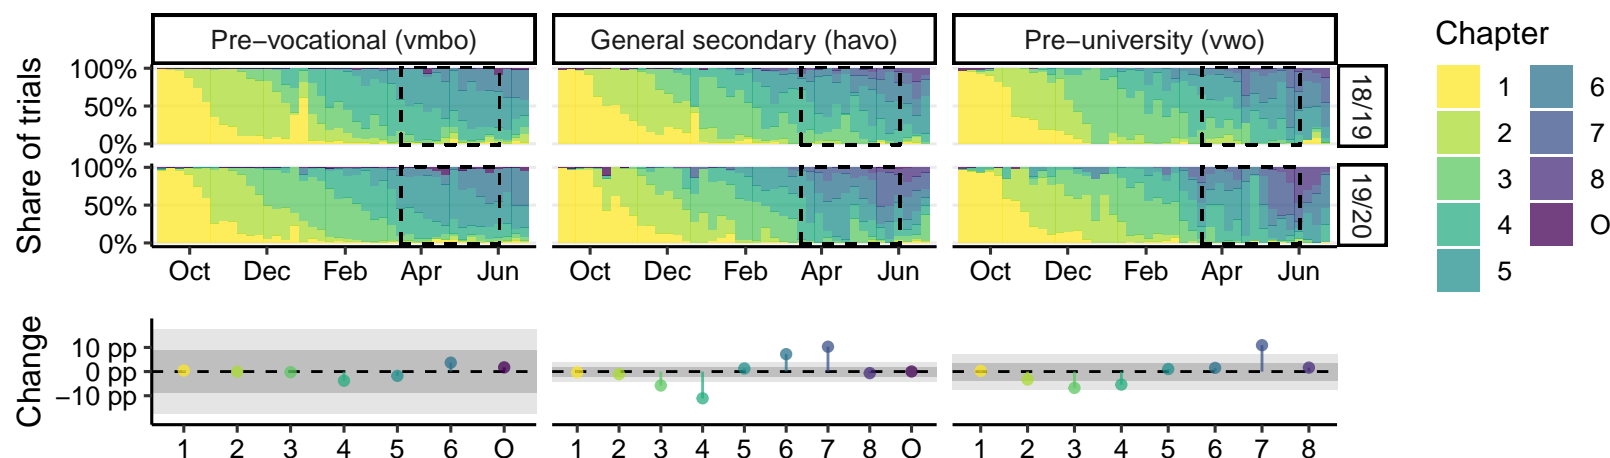 Pre−vocational (vmbo)
General secondary (havo)
Pre−university (vwo)
Share of trials
100%
50%
0%
18/19
100%
50%
0%
19/20
Oct Dec Feb Apr Jun
Oct Dec Feb Apr Jun
Oct Dec Feb Apr Jun
Change
10 pp
0 pp
−10 pp
1 2 3 4 5 6 O
1 2 3 4 5 6 7 8 O
1 2 3 4 5 6 7 8
Chapter
1
2
3
4
5
6
7
8
O